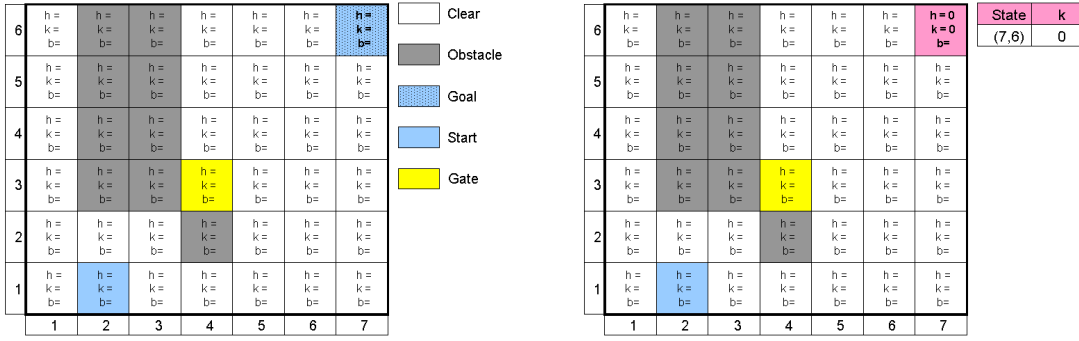 h = h = h = h = h = h = h =
6 k = k = k = k = k = k = k =
b= b= b= b= b= b= b=
h = h = h = h = h = h = h =
5 k = k = k = k = k = k = k =
b= b= b= b= b= b= b=
h = h = h = h = h = h = h =
4 k = k = k = k = k = k = k =
b= b= b= b= b= b= b=
h = h = h = h = h = h = h =
3 k = k = k = k = k = k = k =
b= b= b= b= b= b= b=
h = h = h = h = h = h = h =
2 k = k = k = k = k = k = k =
b= b= b= b= b= b= b=
h = h = h = h = h = h = h =
1 k = k = k = k = k = k = k =
b= b= b= b= b= b= b=
1 2 3 4 5 6 7
Clear
Obstacle
Goal
Start
Gate
h = h = h = h = h = h = h = 0
6 k = k = k = k = k = k = k = 0
b= b= b= b= b= b= b=
h = h = h = h = h = h = h =
5 k = k = k = k = k = k = k =
b= b= b= b= b= b= b=
h = h = h = h = h = h = h =
4 k = k = k = k = k = k = k =
b= b= b= b= b= b= b=
h = h = h = h = h = h = h =
3 k = k = k = k = k = k = k =
b= b= b= b= b= b= b=
h = h = h = h = h = h = h =
2 k = k = k = k = k = k = k =
b= b= b= b= b= b= b=
h = h = h = h = h = h = h =
1 k = k = k = k = k = k = k =
b= b= b= b= b= b= b=
1 2 3 4 5 6 7
State k
(7,6) 0